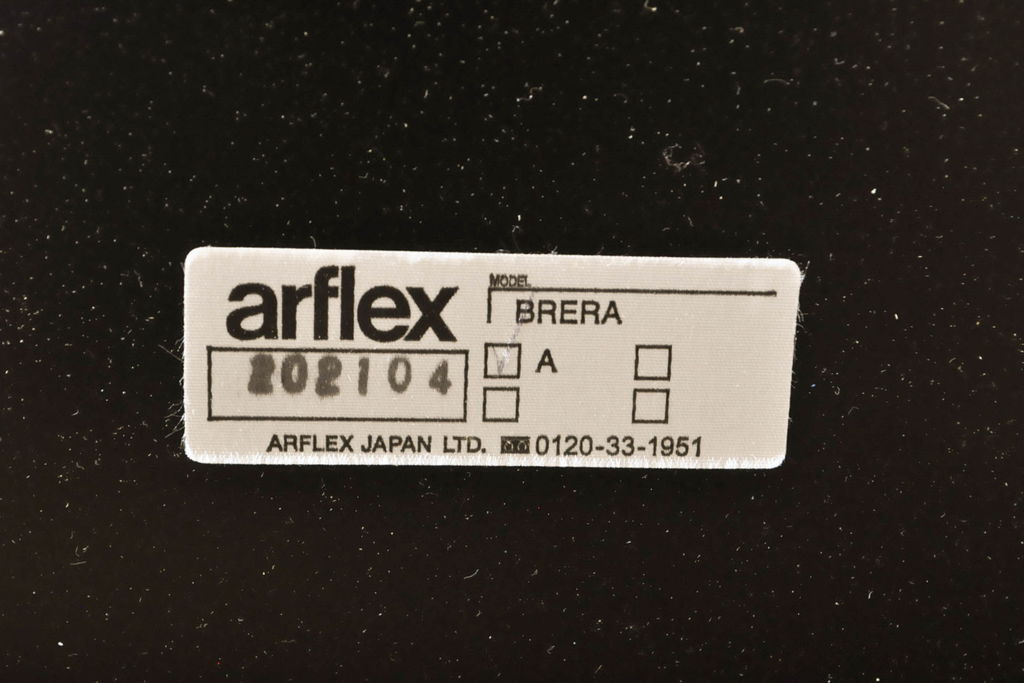 arflex
202104
MODEL
BRERA
A
ARFLEX JAPAN LTD. 0120-33-1951